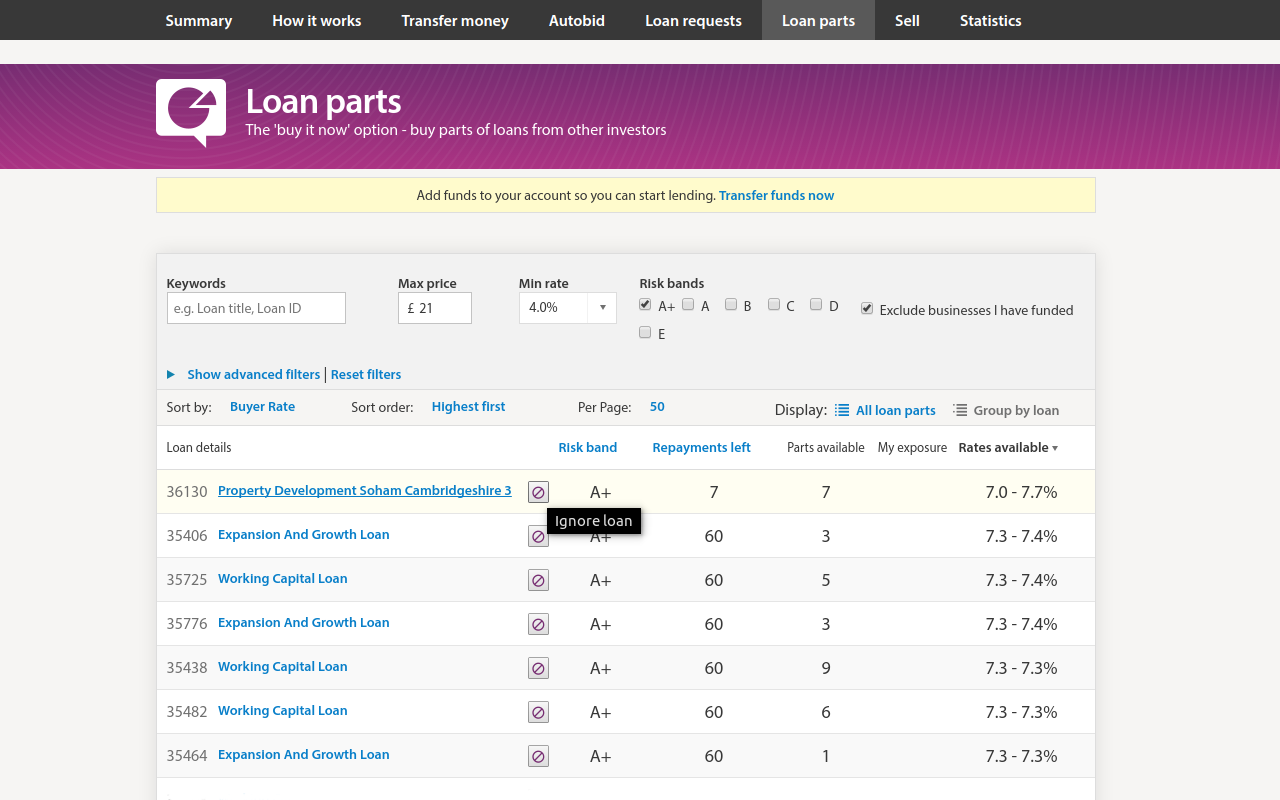 Summary How it works Transfer money Autobid Loan requests Loan parts Sell Statistics
Loan parts
The 'buy it now' option - buy parts of loans from other investors
Add funds to your account so you can start lending. Transfer funds now
Keywords Max price Min rate Risk bands
e.g. Loan title, Loan ID £ 21 4.0% A+ A B C D Exclude businesses I have funded
E
Show advanced filters | Reset filters
Sort by: Buyer Rate Sort order: Highest first Per Page: 50 Display: All loan parts Group by loan
Loan details Risk band Repayments left Parts available My exposure Rates available
36130 Property Development Soham Cambridgeshire 3 A+ 7 7 7.0 - 7.7%
Ignore loan
35406 Expansion And Growth Loan A+ 60 3 7.3 - 7.4%
35725 Working Capital Loan A+ 60 5 7.3 - 7.4%
35776 Expansion And Growth Loan A+ 60 3 7.3 - 7.4%
35438 Working Capital Loan A+ 60 9 7.3 - 7.3%
35482 Working Capital Loan A+ 60 6 7.3 - 7.3%
35464 Expansion And Growth Loan A+ 60 1 7.3 - 7.3%